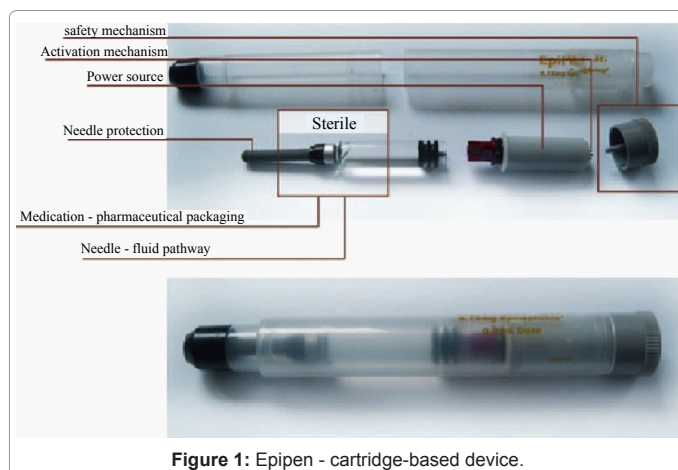 safety mechanism
Activation mechanism
Power source
Needle protection
Sterile
Medication - pharmaceutical packaging
Needle - fluid pathway
Dose
Figure 1: Epipen - cartridge-based device.